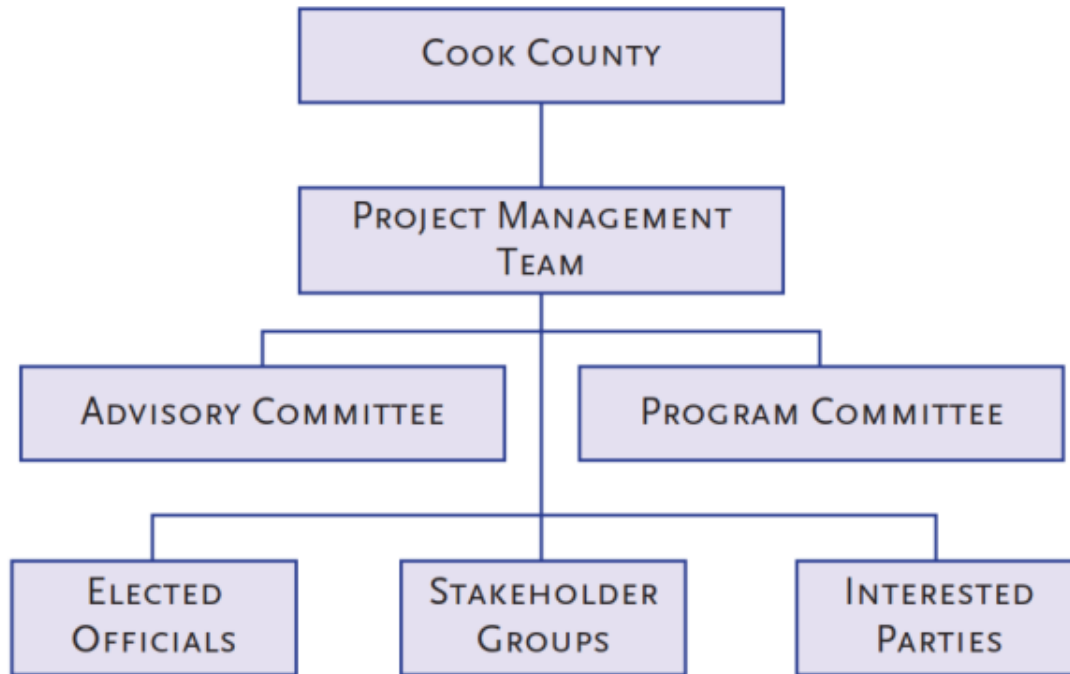 Cook County
Project Management
Team
Advisory Committee
Program Committee
Elected
Officials
Stakeholder
Groups
Interested
Parties